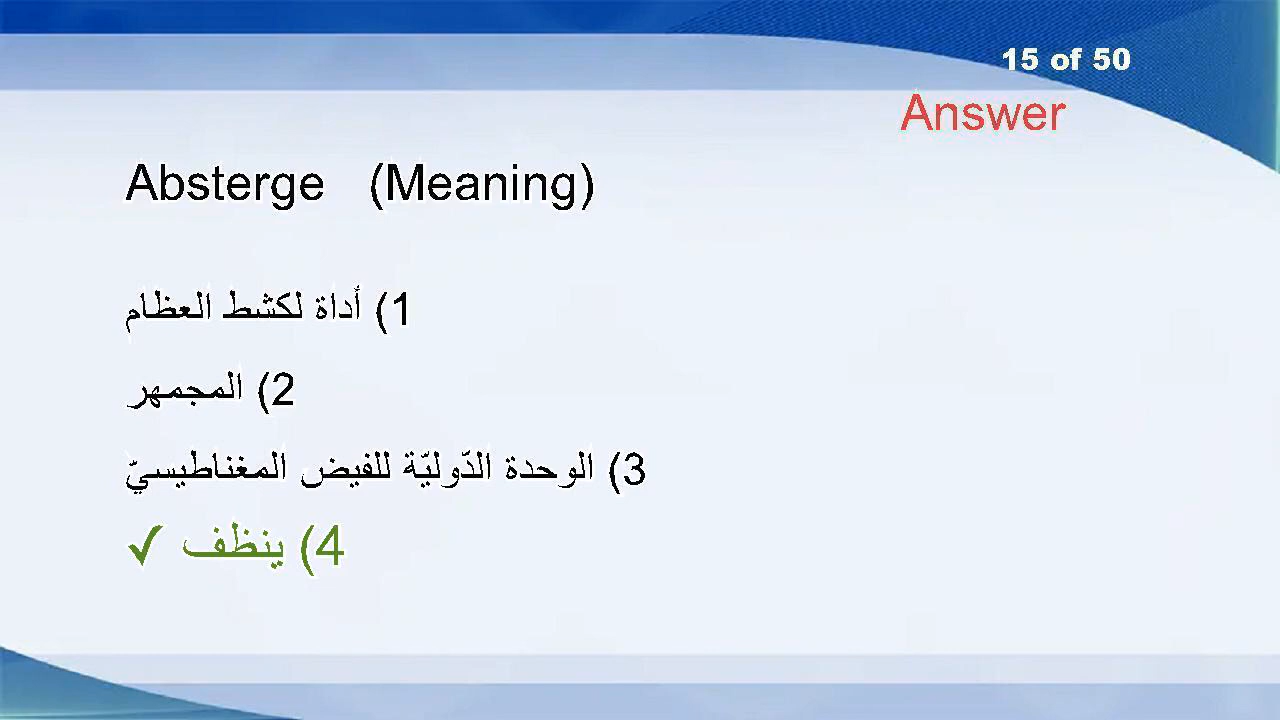 15 of 50
Answer
Absterge (Meaning)
1) أداة لكشط العظام
2) المجمهر
3) الوحدة الدّوليّة للفيض المغناطيسيّ
4) ينظف ✓